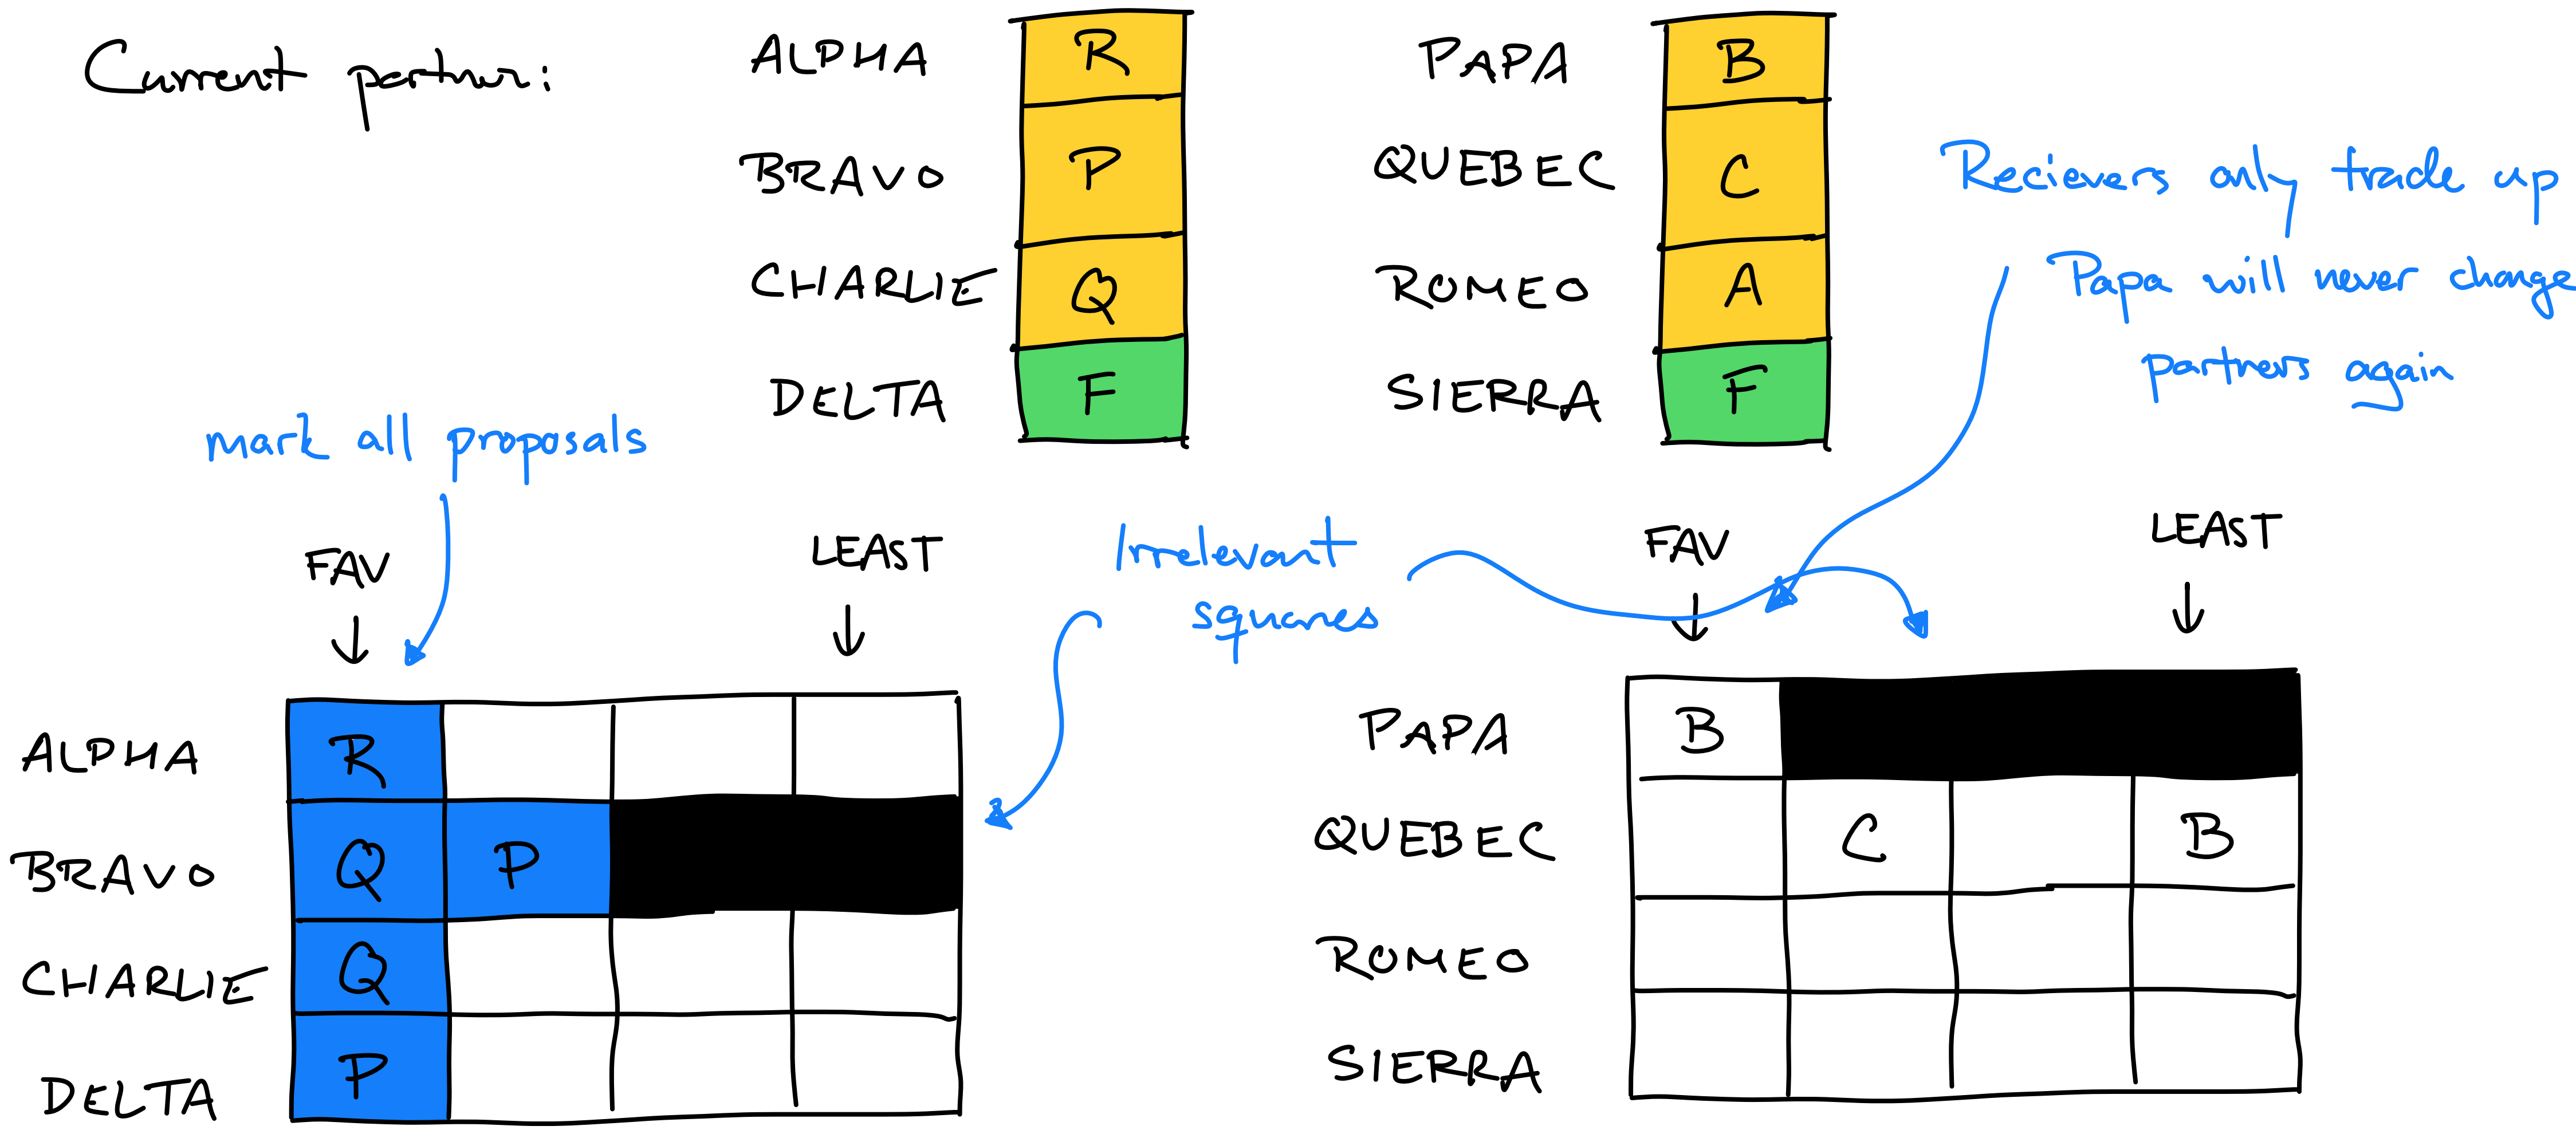 Current partner:
ALPHA R
BRAVO P
CHARLIE Q
DELTA F
PAPA B
QUEBEC C
ROMEO A
SIERRA F
Recievers only trade up
Papa will never change
partners again
mark all proposals
Irrelevant
squares
FAV LEAST
ALPHA R
BRAVO Q P
CHARLIE Q
DELTA P
FAV LEAST
PAPA B
QUEBEC C B
ROMEO
SIERRA